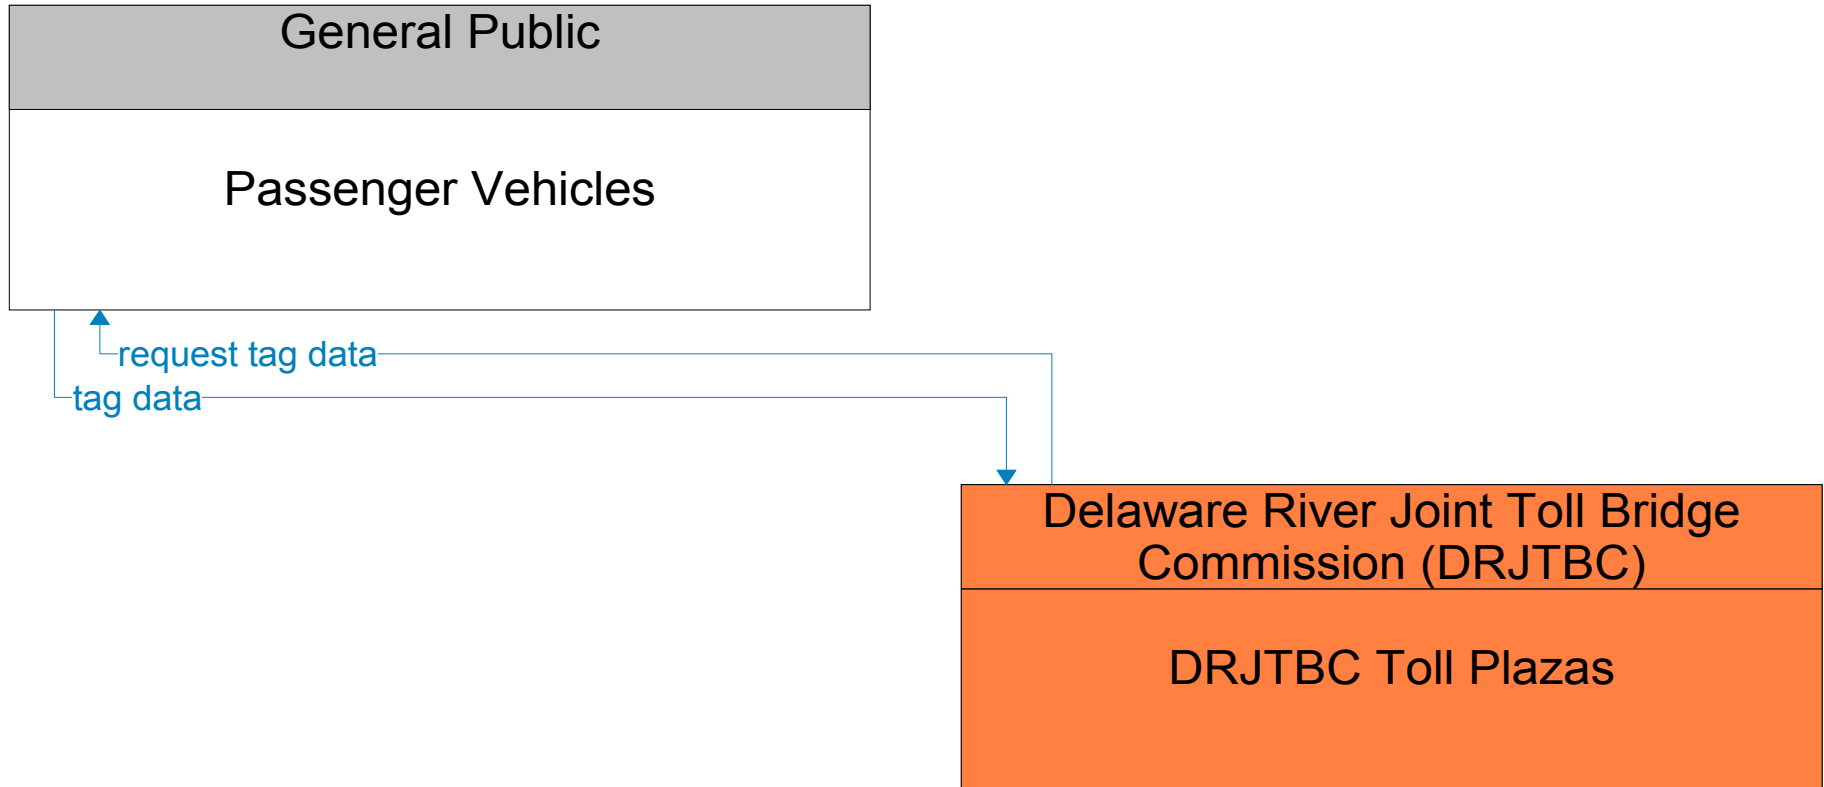 General Public
Passenger Vehicles
request tag data
tag data
Delaware River Joint Toll Bridge
Commission (DRJTBC)
DRJTBC Toll Plazas